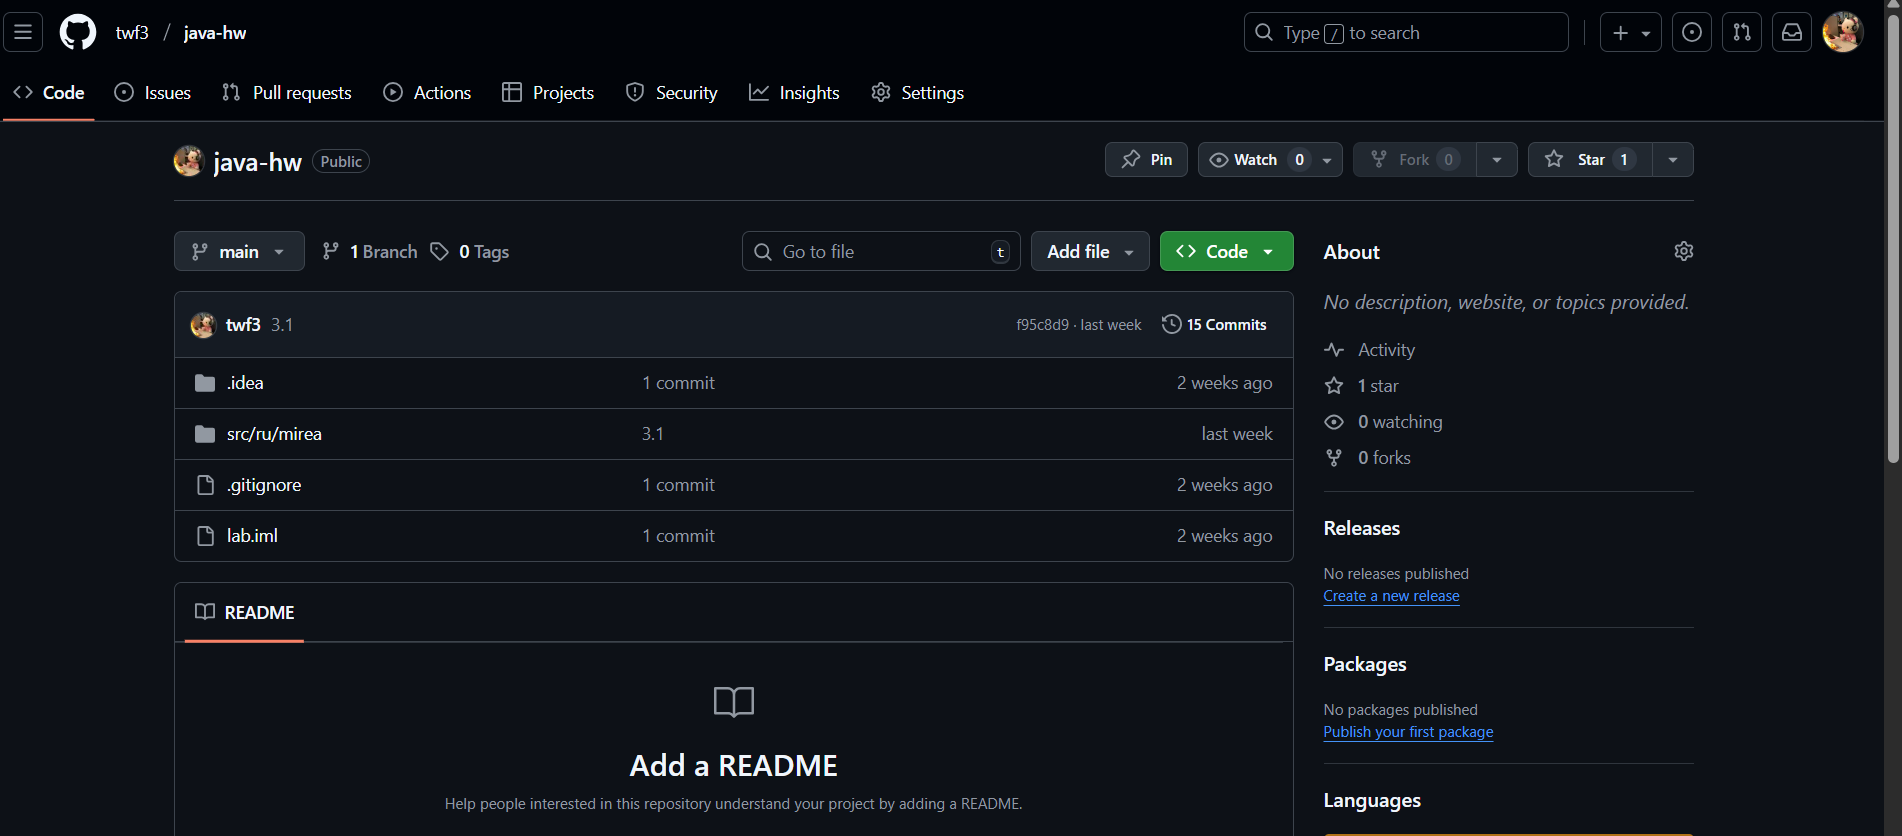 twf3 / java-hw
Type / to search
Code Issues Pull requests Actions Projects Security Insights Settings
java-hw Public
Pin Watch 0 Fork 0 Star 1
main 1 Branch 0 Tags
Go to file t Add file Code
twf3 3.1 f95c8d9 · last week 15 Commits
.idea 1 commit 2 weeks ago
src/ru/mirea 3.1 last week
.gitignore 1 commit 2 weeks ago
lab.iml 1 commit 2 weeks ago
README
Add a README
Help people interested in this repository understand your project by adding a README.
About
No description, website, or topics provided.
Activity
1 star
0 watching
0 forks
Releases
No releases published
Create a new release
Packages
No packages published
Publish your first package
Languages